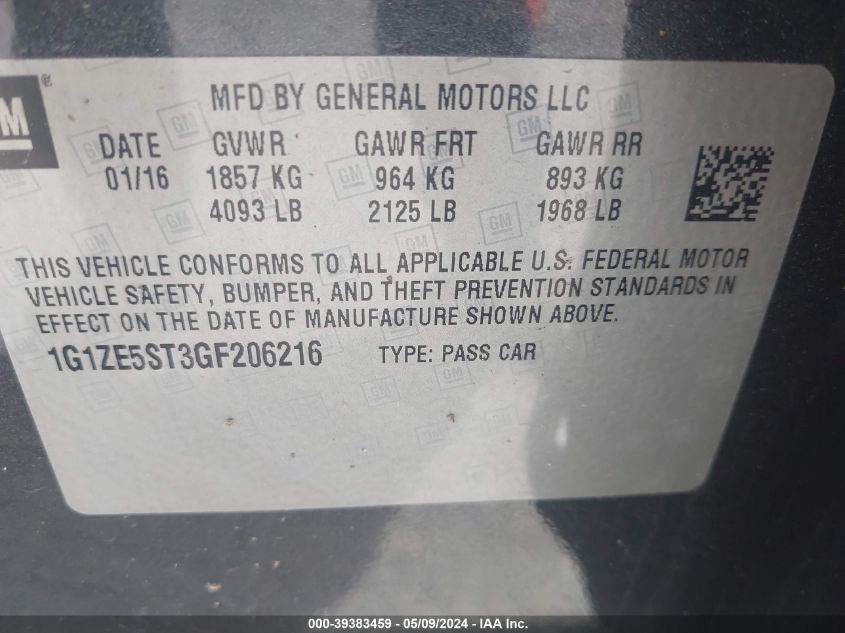 GM ®
MFD BY GENERAL MOTORS LLC
DATE GVWR GAWR FRT GAWR RR
01/16 1857 KG 964 KG 893 KG
4093 LB 2125 LB 1968 LB
THIS VEHICLE CONFORMS TO ALL APPLICABLE U.S. FEDERAL MOTOR
VEHICLE SAFETY, BUMPER, AND THEFT PREVENTION STANDARDS IN
EFFECT ON THE DATE OF MANUFACTURE SHOWN ABOVE.
1G1ZE5ST3GF206216 TYPE: PASS CAR
000-39383459 / 05/09/2024 - IAA Inc.